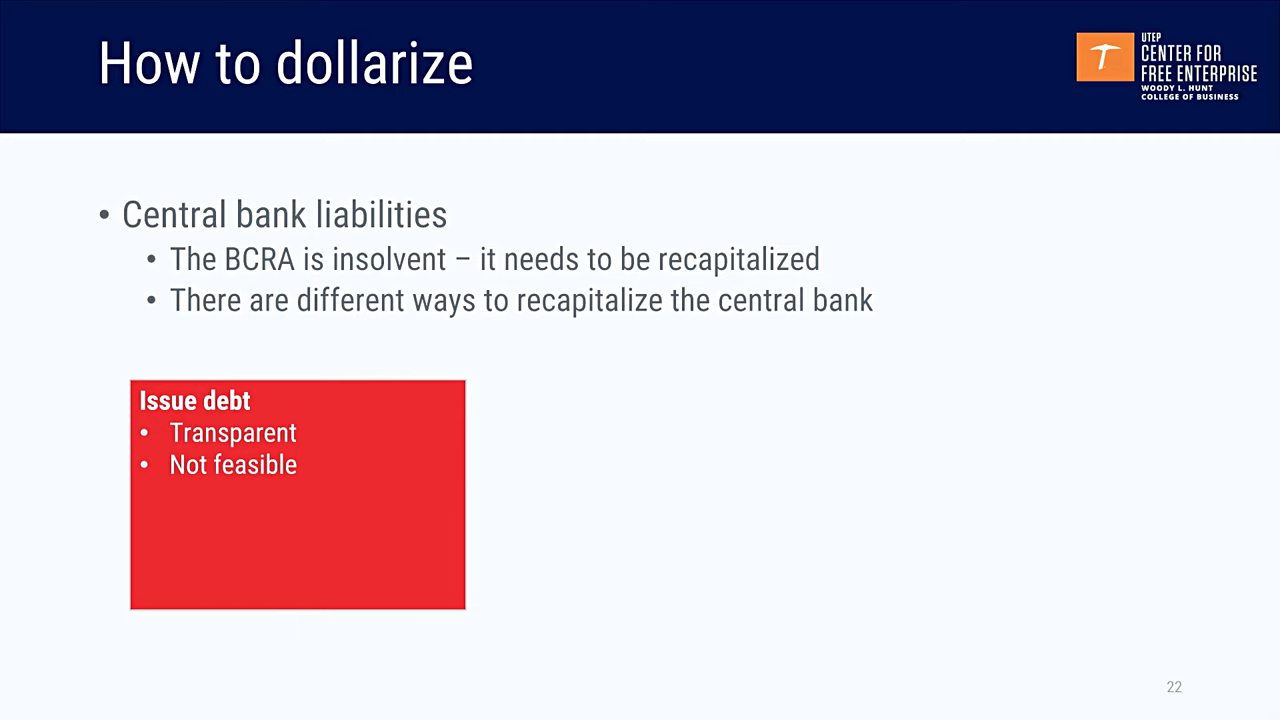 How to dollarize
UTEP
CENTER FOR
FREE ENTERPRISE
WOODY L. HUNT
COLLEGE OF BUSINESS
• Central bank liabilities
• The BCRA is insolvent – it needs to be recapitalized
• There are different ways to recapitalize the central bank
Issue debt
• Transparent
• Not feasible
22